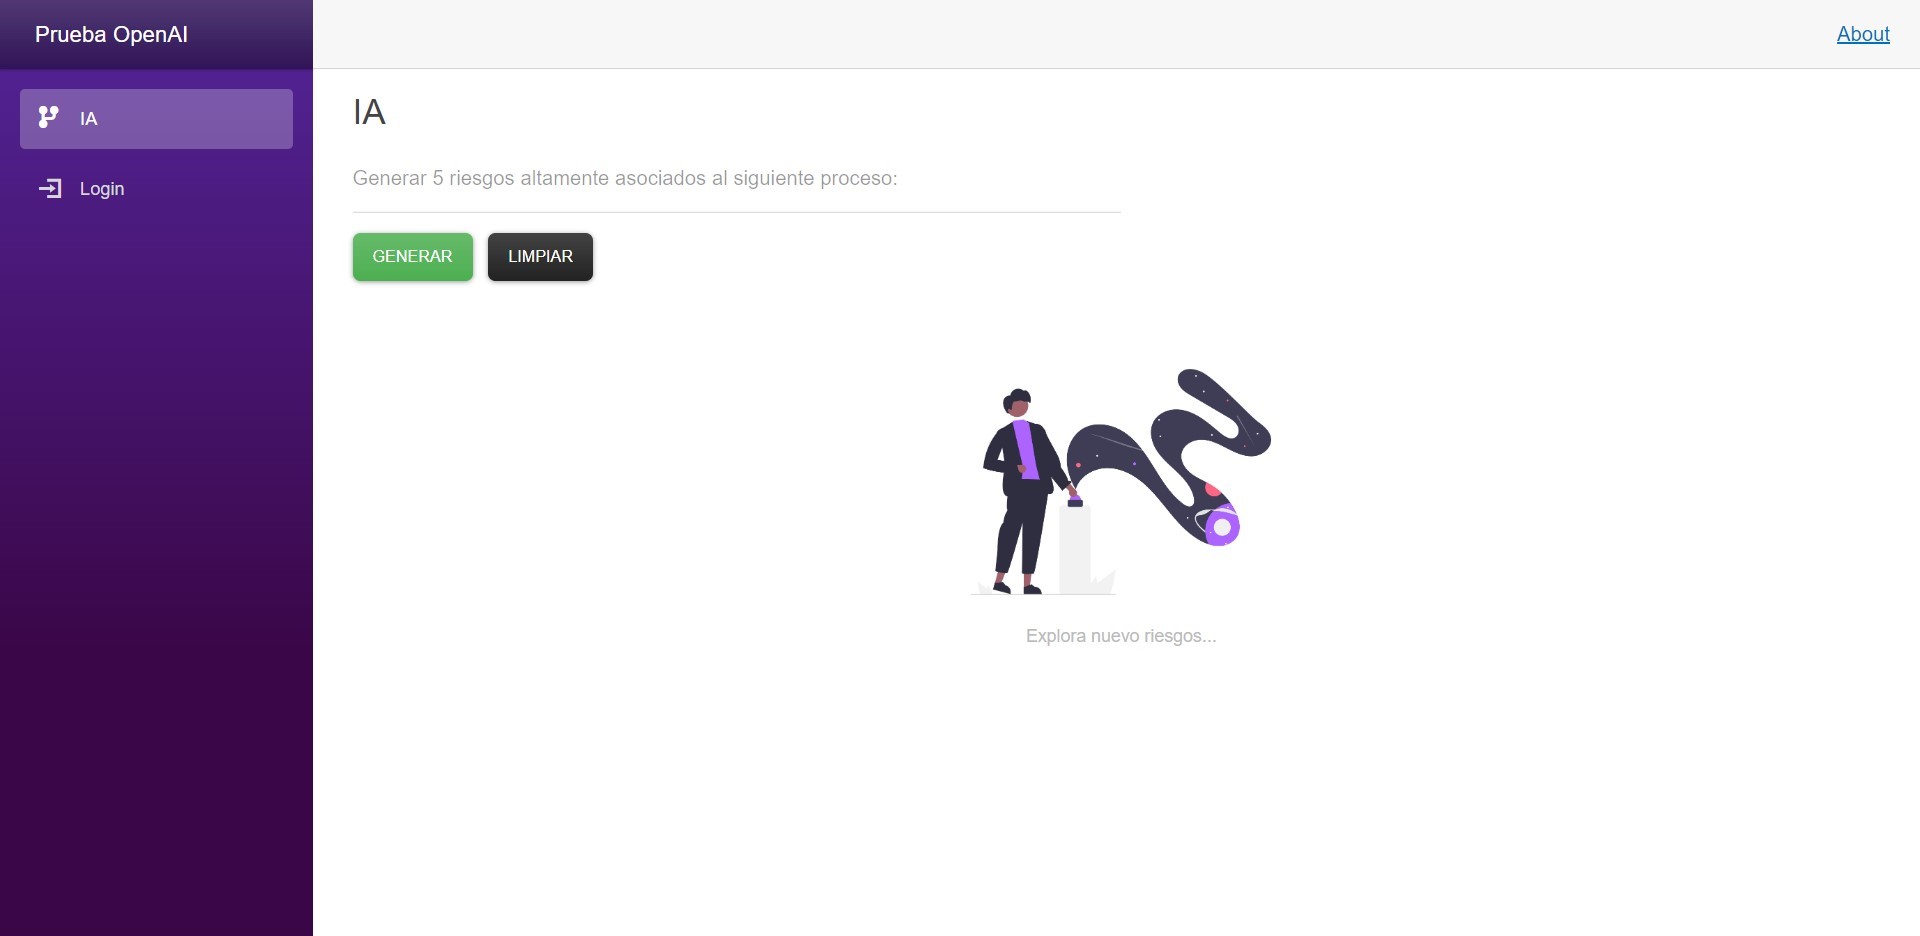 Prueba OpenAI
About
IA
Login
IA
Generar 5 riesgos altamente asociados al siguiente proceso:
GENERAR
LIMPIAR
Explora nuevo riesgos...